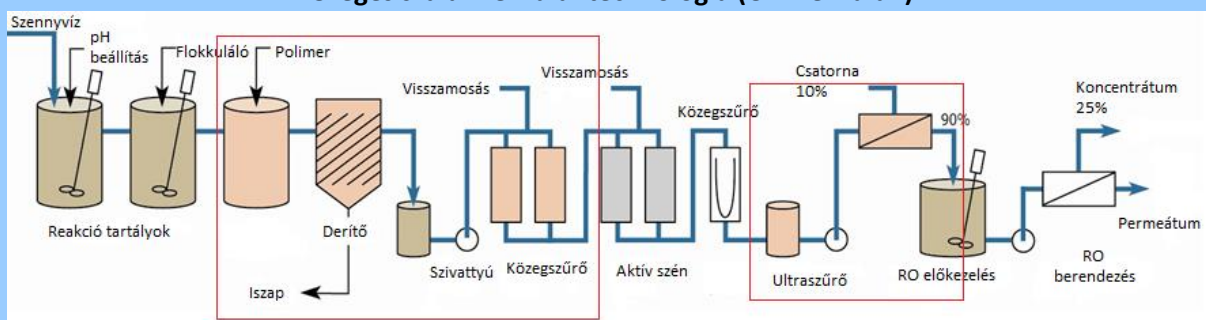 Szennyvíz
pH
beállítás
Flokkuláló
Polimer
Visszamosás
Visszamosás
Közegszűrő
Csatorna
10%
90%
Koncentrátum
25%
Permeátum
Reakció tartályok
Derítő
Iszap
Szivattyú
Közegszűrő
Aktív szén
Ultraszűrő
RO előkezelés
RO
berendezés